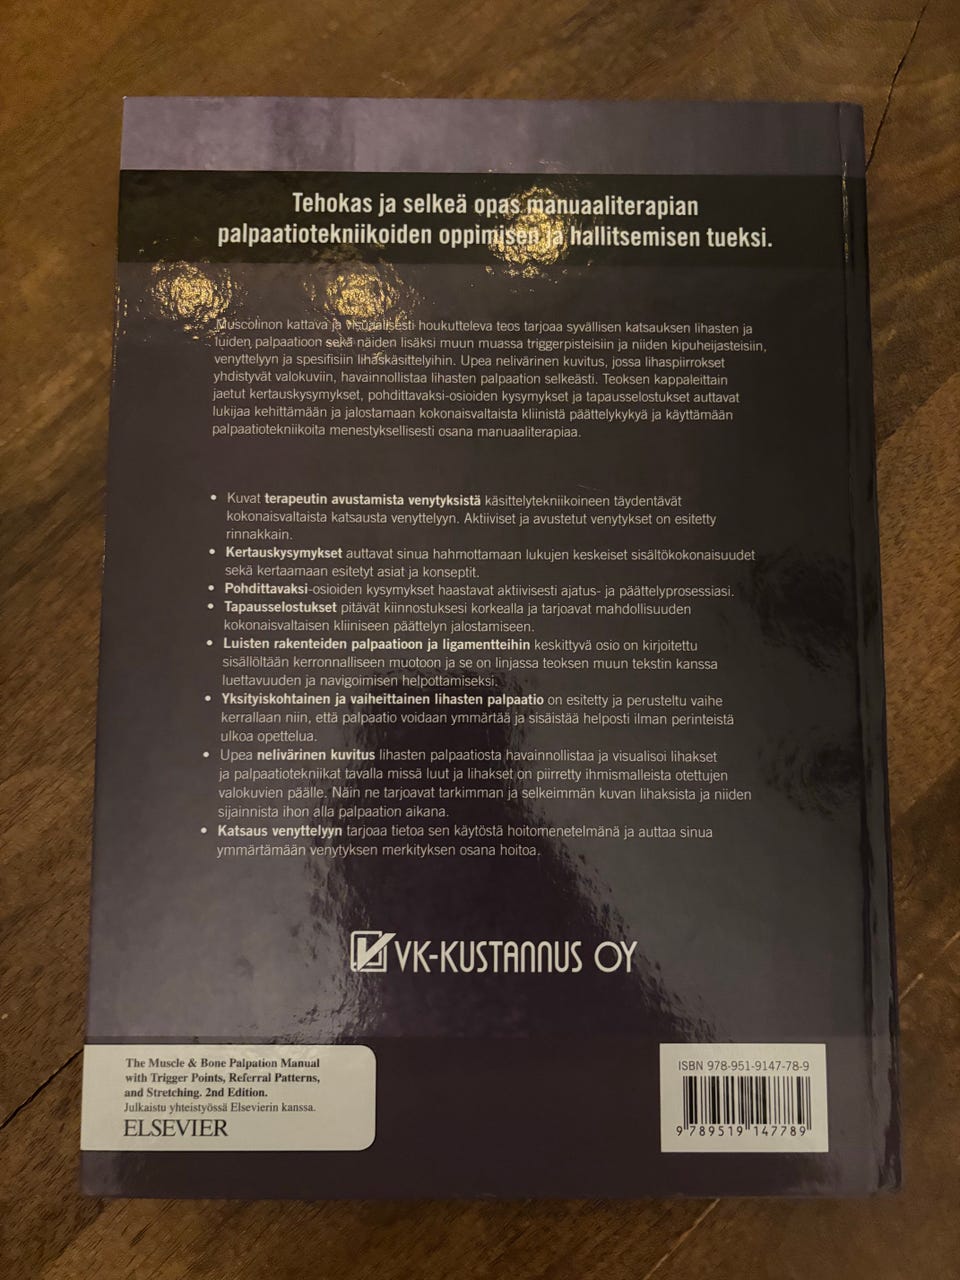 Tehokas ja selkeä opas manuaaliterapian
palpaatiotekniikoiden oppimisen ja hallitsemisen tueksi.
Muscolinon kattava ja visuaalisesti houkutteleva teos tarjoaa syvällisen katsauksen lihasten ja
luiden palpaatioon sekä näiden lisäksi muun muassa triggerpisteisiin ja niiden kipuheijasteisiin,
venyttelyyn ja spesifisiin lihaskäsittelyihin. Upea nelivärinen kuvitus, jossa lihaspiirrokset
yhdistyvät valokuviin, havainnollistaa lihasten palpaation selkeästi. Teoksen kappaleittain
jaetut kertauskysymykset, pohdittavaksi-osioiden kysymykset ja tapausselostukset auttavat
lukijaa kehittämään ja jalostamaan kokonaisvaltaista kliinistä päättelykykyä ja käyttämään
palpaatiotekniikoita menestyksellisesti osana manuaaliterapiaa.
• Kuvat terapeutin avustamista venytyksistä käsittelytekniikoineen täydentävät
kokonaisvaltaista katsausta venyttelyyn. Aktiiviset ja avustetut venytykset on esitetty
rinnakkain.
• Kertauskysymykset auttavat sinua hahmottamaan lukujen keskeiset sisältökokonaisuudet
sekä kertaamaan esitetyt asiat ja konseptit.
• Pohdittavaksi-osioiden kysymykset haastavat aktiivisesti ajatus- ja päättelyprosessiasi.
• Tapausselostukset pitävät kiinnostuksesi korkealla ja tarjoavat mahdollisuuden
kokonaisvaltaisen kliiniseen päättelyn jalostamiseen.
• Luisten rakenteiden palpaatioon ja ligamentteihin keskittyvä osio on kirjoitettu
sisällöltään kerronnalliseen muotoon ja se on linjassa teoksen muun tekstin kanssa
luettavuuden ja navigoimisen helpottamiseksi.
• Yksityiskohtainen ja vaiheittainen lihasten palpaatio on esitetty ja perusteltu vaihe
kerrallaan niin, että palpaatio voidaan ymmärtää ja sisäistää helposti ilman perinteistä
ulkoa opettelua.
• Upea nelivärinen kuvitus lihasten palpaatiosta havainnollistaa ja visualisoi lihakset
ja palpaatiotekniikat tavalla missä luut ja lihakset on piirretty ihmismalleista otettujen
valokuvien päälle. Näin ne tarjoavat tarkimman ja selkeimmän kuvan lihaksista ja niiden
sijainnista ihon alla palpaation aikana.
• Katsaus venyttelyyn tarjoaa tietoa sen käytöstä hoitomenetelmänä ja auttaa sinua
ymmärtämään venytyksen merkityksen osana hoitoa.
VK-KUSTANNUS OY
The Muscle & Bone Palpation Manual
with Trigger Points, Referral Patterns,
and Stretching. 2nd Edition.
Julkaistu yhteistyössä Elsevierin kanssa.
ELSEVIER
ISBN 978-951-9147-78-9
9 789519 147789